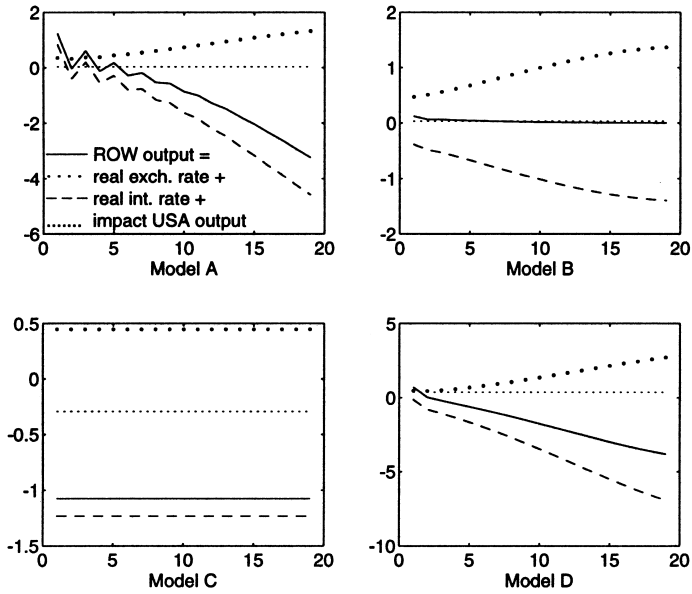 2
0
-2
-4
-6
0 5 10 15 20
ROW output =
real exch. rate +
real int. rate +
impact USA output
Model A
2
1
0
-1
-2
0 5 10 15 20
Model B
0.5
0
-0.5
-1
-1.5
0 5 10 15 20
Model C
5
0
-5
-10
0 5 10 15 20
Model D